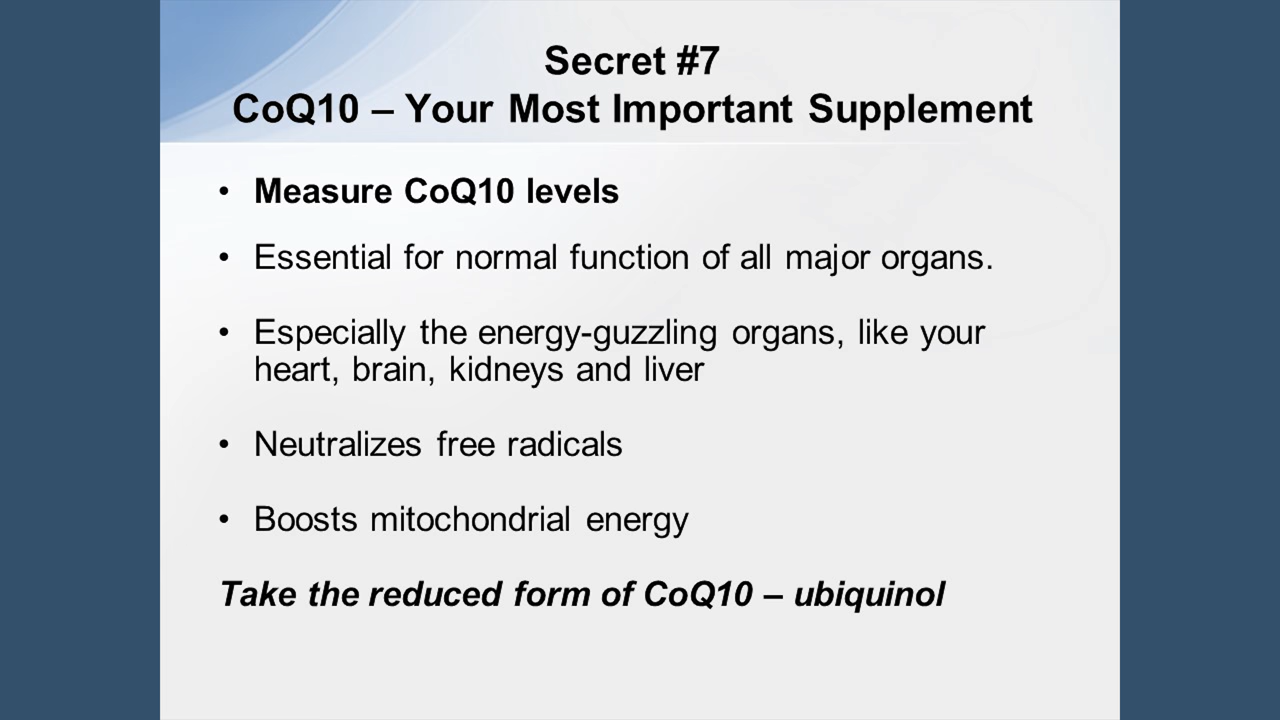 Secret #7
CoQ10 – Your Most Important Supplement
• Measure CoQ10 levels
• Essential for normal function of all major organs.
• Especially the energy-guzzling organs, like your
heart, brain, kidneys and liver
• Neutralizes free radicals
• Boosts mitochondrial energy
Take the reduced form of CoQ10 – ubiquinol